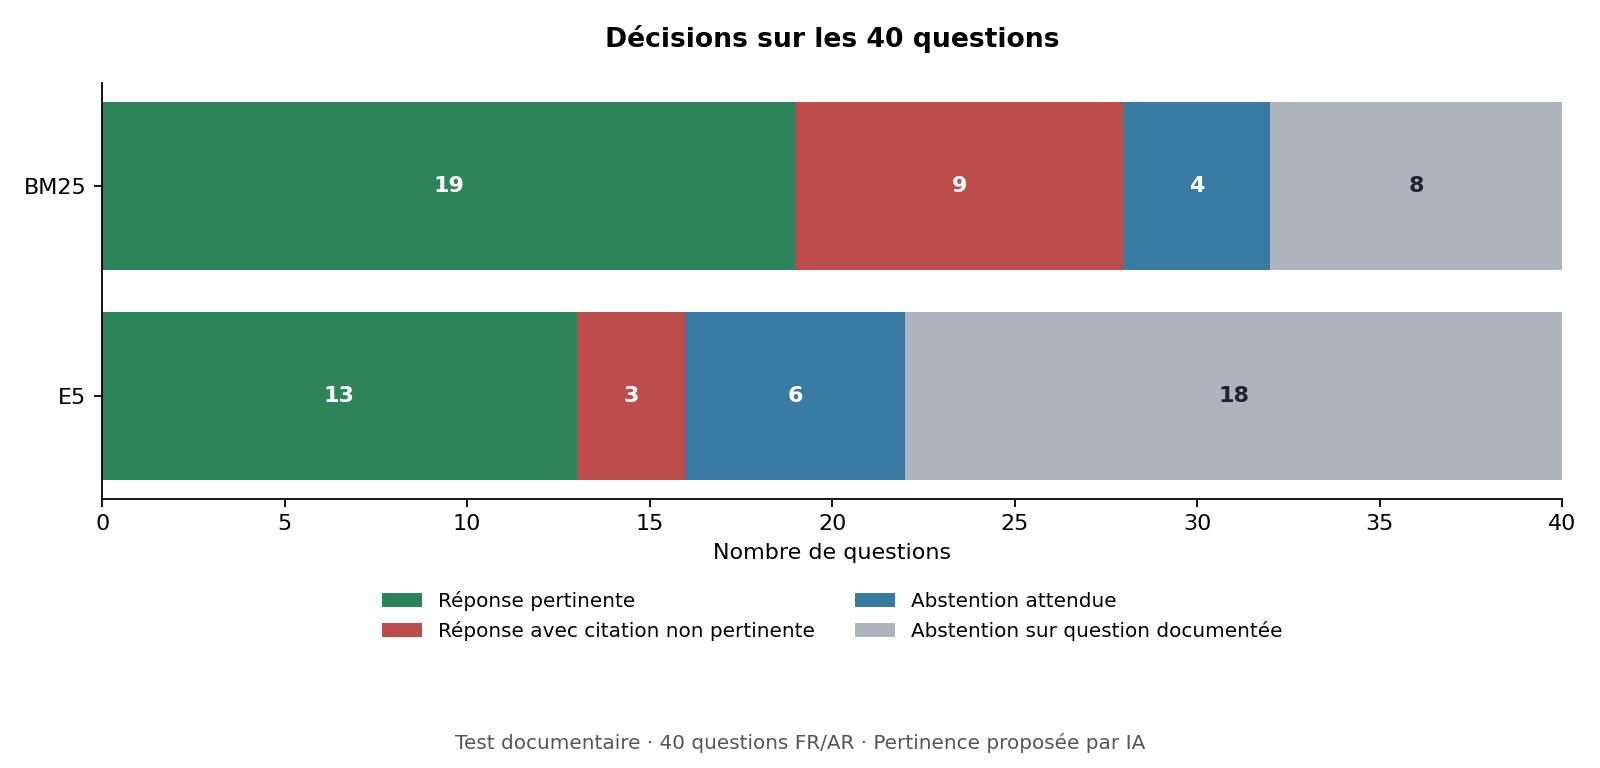 Décisions sur les 40 questions
BM25
19
9
4
8
E5
13
3
6
18
0 5 10 15 20 25 30 35 40
Nombre de questions
Réponse pertinente
Réponse avec citation non pertinente
Abstention attendue
Abstention sur question documentée
Test documentaire · 40 questions FR/AR · Pertinence proposée par IA